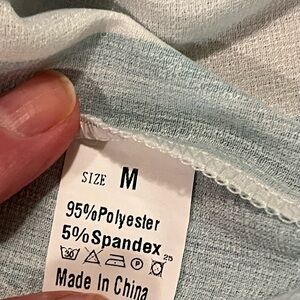 SIZE M
95%Polyester
5%Spandex
Made In China